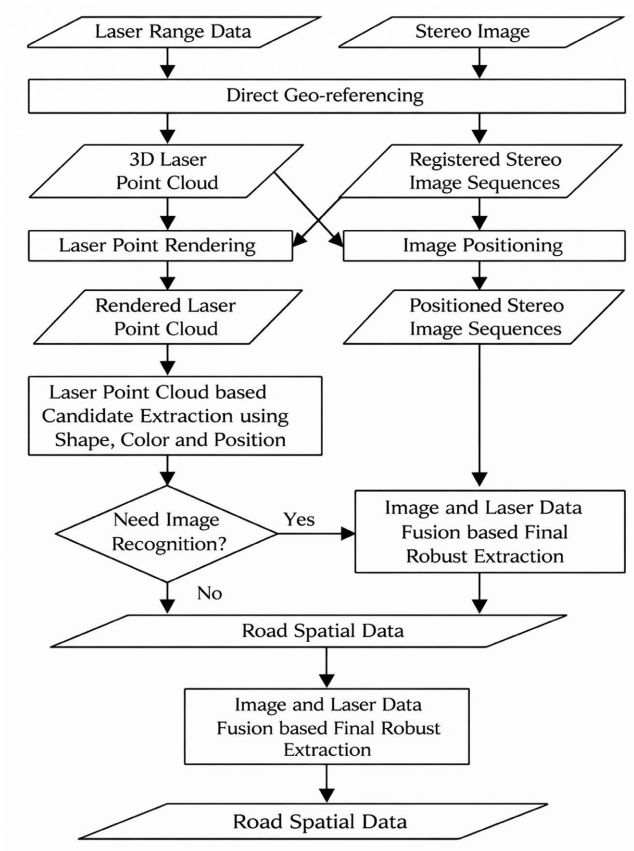 Laser Range Data
Stereo Image
Direct Geo-referencing
3D Laser
Point Cloud
Registered Stereo
Image Sequences
Laser Point Rendering
Image Positioning
Rendered Laser
Point Cloud
Positioned Stereo
Image Sequences
Laser Point Cloud based
Candidate Extraction using
Shape, Color and Position
Need Image
Recognition?
Yes
No
Image and Laser Data
Fusion based Final
Robust Extraction
Road Spatial Data
Image and Laser Data
Fusion based Final Robust
Extraction
Road Spatial Data